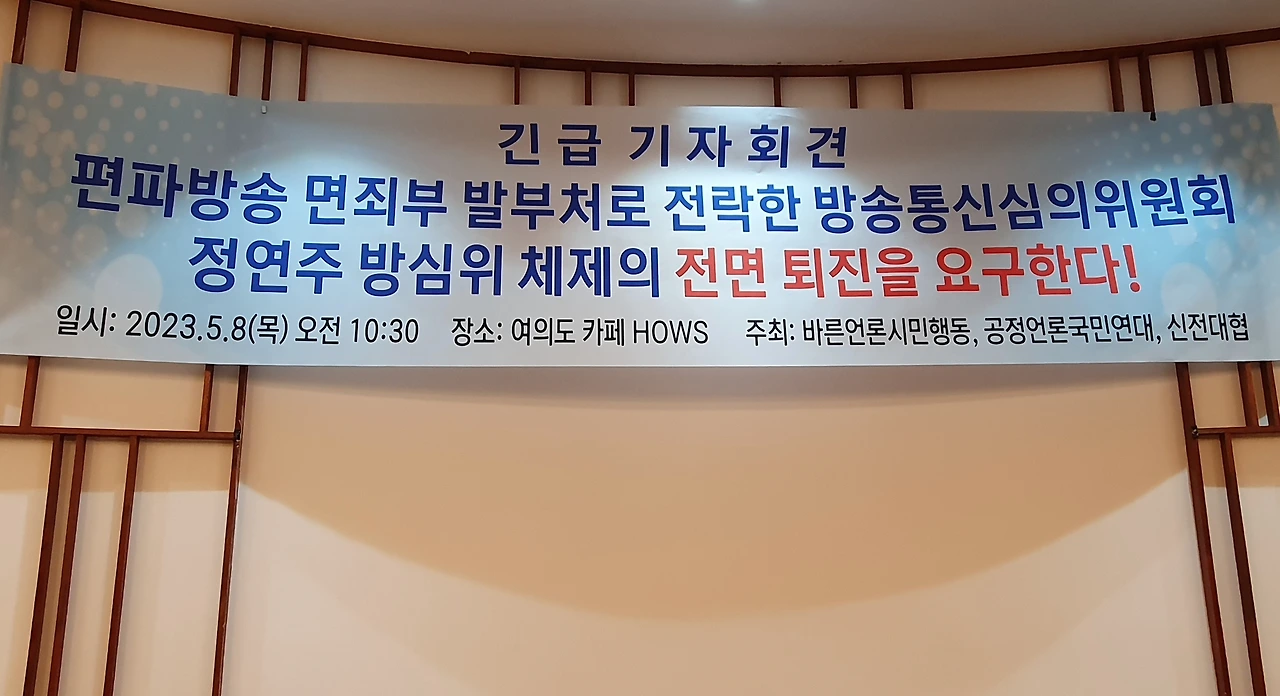 긴급 기자회견
편파방송 면죄부 발부처로 전락한 방송통신심의위원회
정연주 방심위 체제의 전면 퇴진을 요구한다!
일시: 2023.5.8(목) 오전 10:30 장소: 여의도 카페 HOWS 주최: 바른언론시민행동, 공정언론국민연대, 신전대협